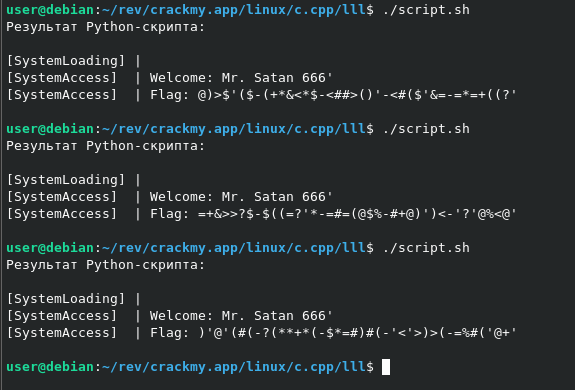 user@debian:~/rev/crackmy.app/linux/c.cpp/lll$ ./script.sh
Результат Python-скрипта:
[SystemLoading] |
[SystemAccess]  | Welcome: Mr. Satan 666'
[SystemAccess]  | Flag: @)>$'($-(+*&<*$-<##>()'-<#($'&=-=*=+((?'
user@debian:~/rev/crackmy.app/linux/c.cpp/lll$ ./script.sh
Результат Python-скрипта:
[SystemLoading] |
[SystemAccess]  | Welcome: Mr. Satan 666'
[SystemAccess]  | Flag: =+&>>?$-$((=?'*-=#=(@$%-#+@)')<-'?'@%<@'
user@debian:~/rev/crackmy.app/linux/c.cpp/lll$ ./script.sh
Результат Python-скрипта:
[SystemLoading] |
[SystemAccess]  | Welcome: Mr. Satan 666'
[SystemAccess]  | Flag: )'@'(#(-?(**+*(-$*=#)#(-'<'>)>(-=%#('@+'
user@debian:~/rev/crackmy.app/linux/c.cpp/lll$